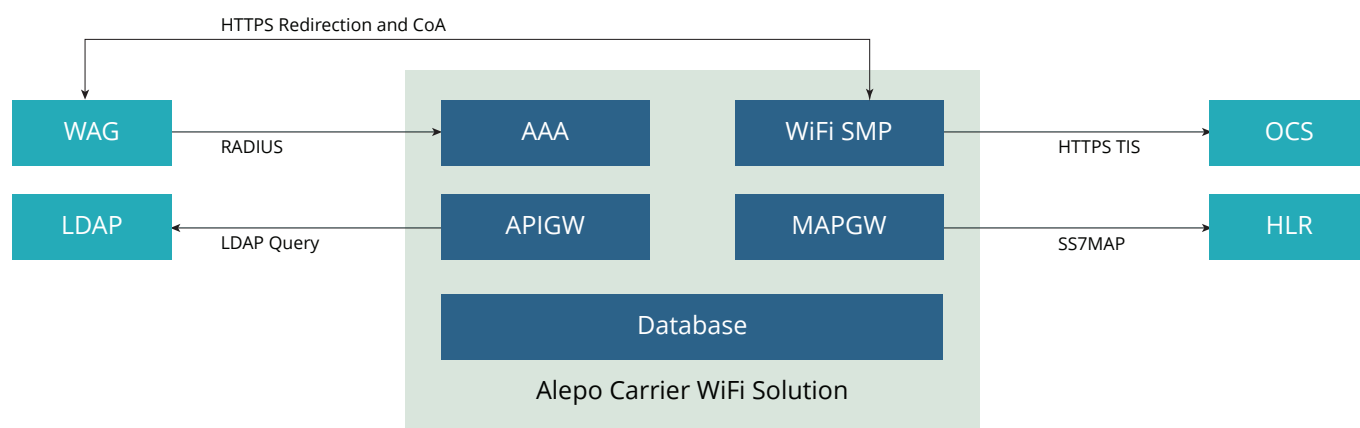 HTTPS Redirection and CoA
WAG
RADIUS
AAA
WiFi SMP
HTTPS TIS
OCS
LDAP
LDAP Query
APIGW
MAPGW
SS7MAP
HLR
Database
Alepo Carrier WiFi Solution